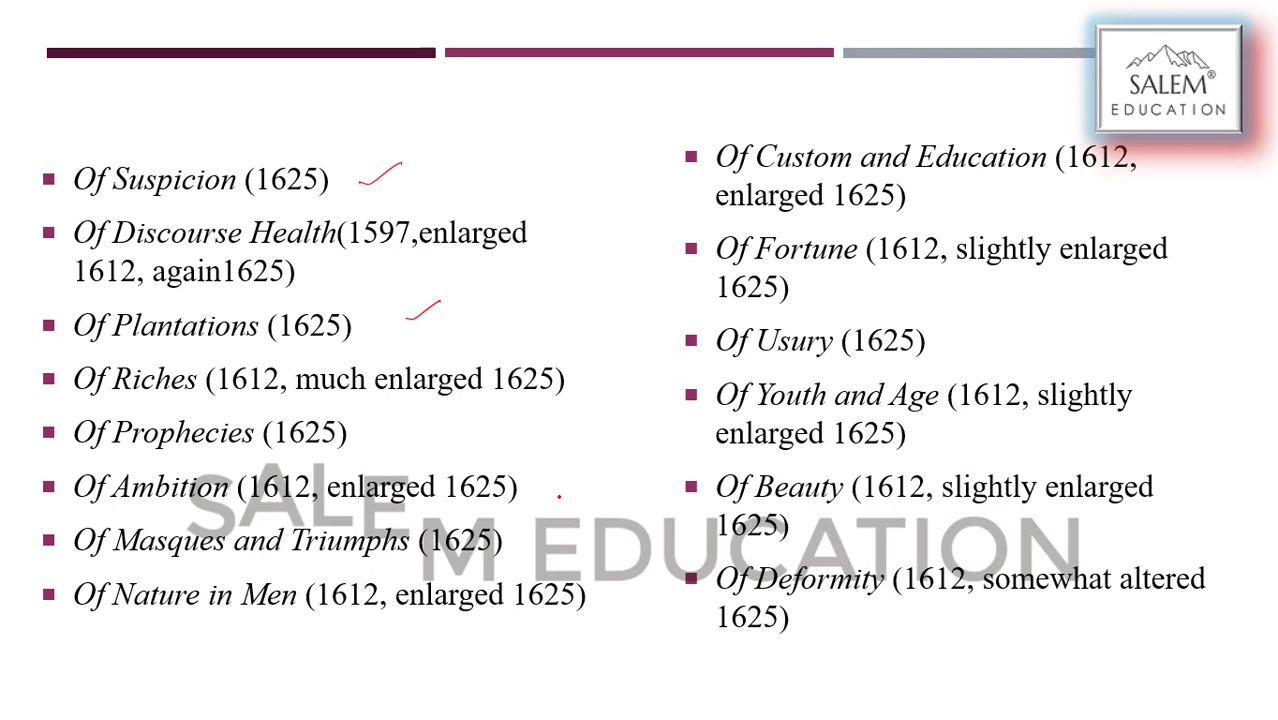 SALEM®
EDUCATION
Of Suspicion (1625)
Of Discourse Health(1597,enlarged
1612, again1625)
Of Plantations (1625)
Of Riches (1612, much enlarged 1625)
Of Prophecies (1625)
Of Ambition (1612, enlarged 1625)
Of Masques and Triumphs (1625)
Of Nature in Men (1612, enlarged 1625)
Of Custom and Education (1612,
enlarged 1625)
Of Fortune (1612, slightly enlarged
1625)
Of Usury (1625)
Of Youth and Age (1612, slightly
enlarged 1625)
Of Beauty (1612, slightly enlarged
1625)
Of Deformity (1612, somewhat altered
1625)
SALE
M EDUCATION